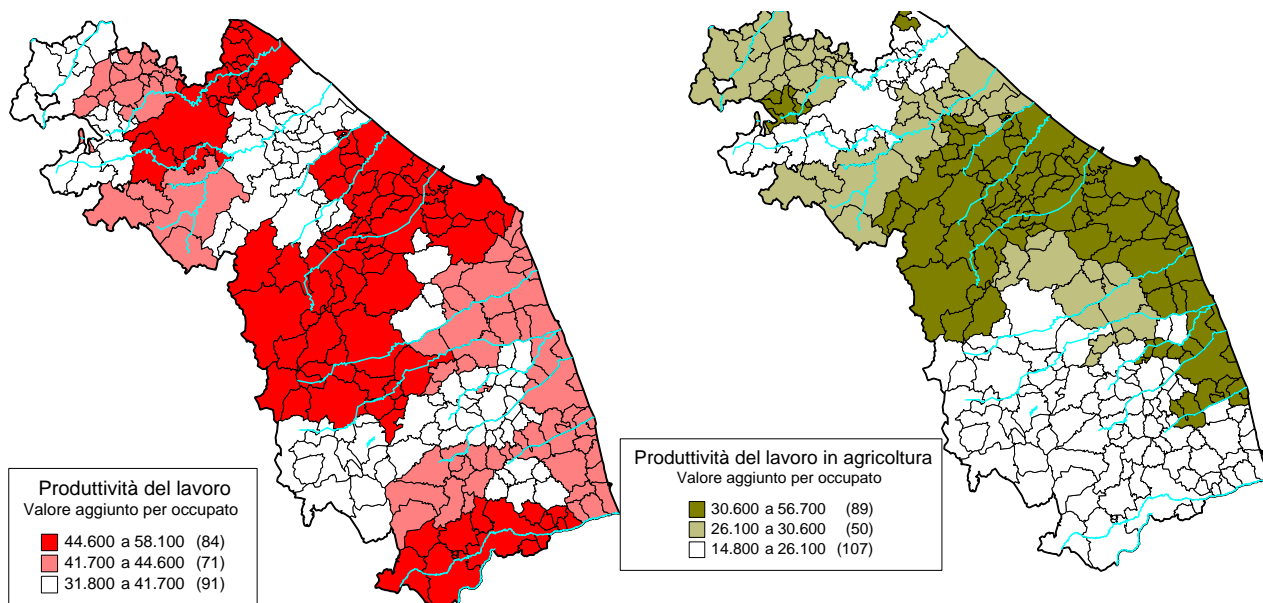 Produttività del lavoro
Valore aggiunto per occupato
44.600 a 58.100 (84)
41.700 a 44.600 (71)
31.800 a 41.700 (91)
Produttività del lavoro in agricoltura
Valore aggiunto per occupato
30.600 a 56.700 (89)
26.100 a 30.600 (50)
14.800 a 26.100 (107)